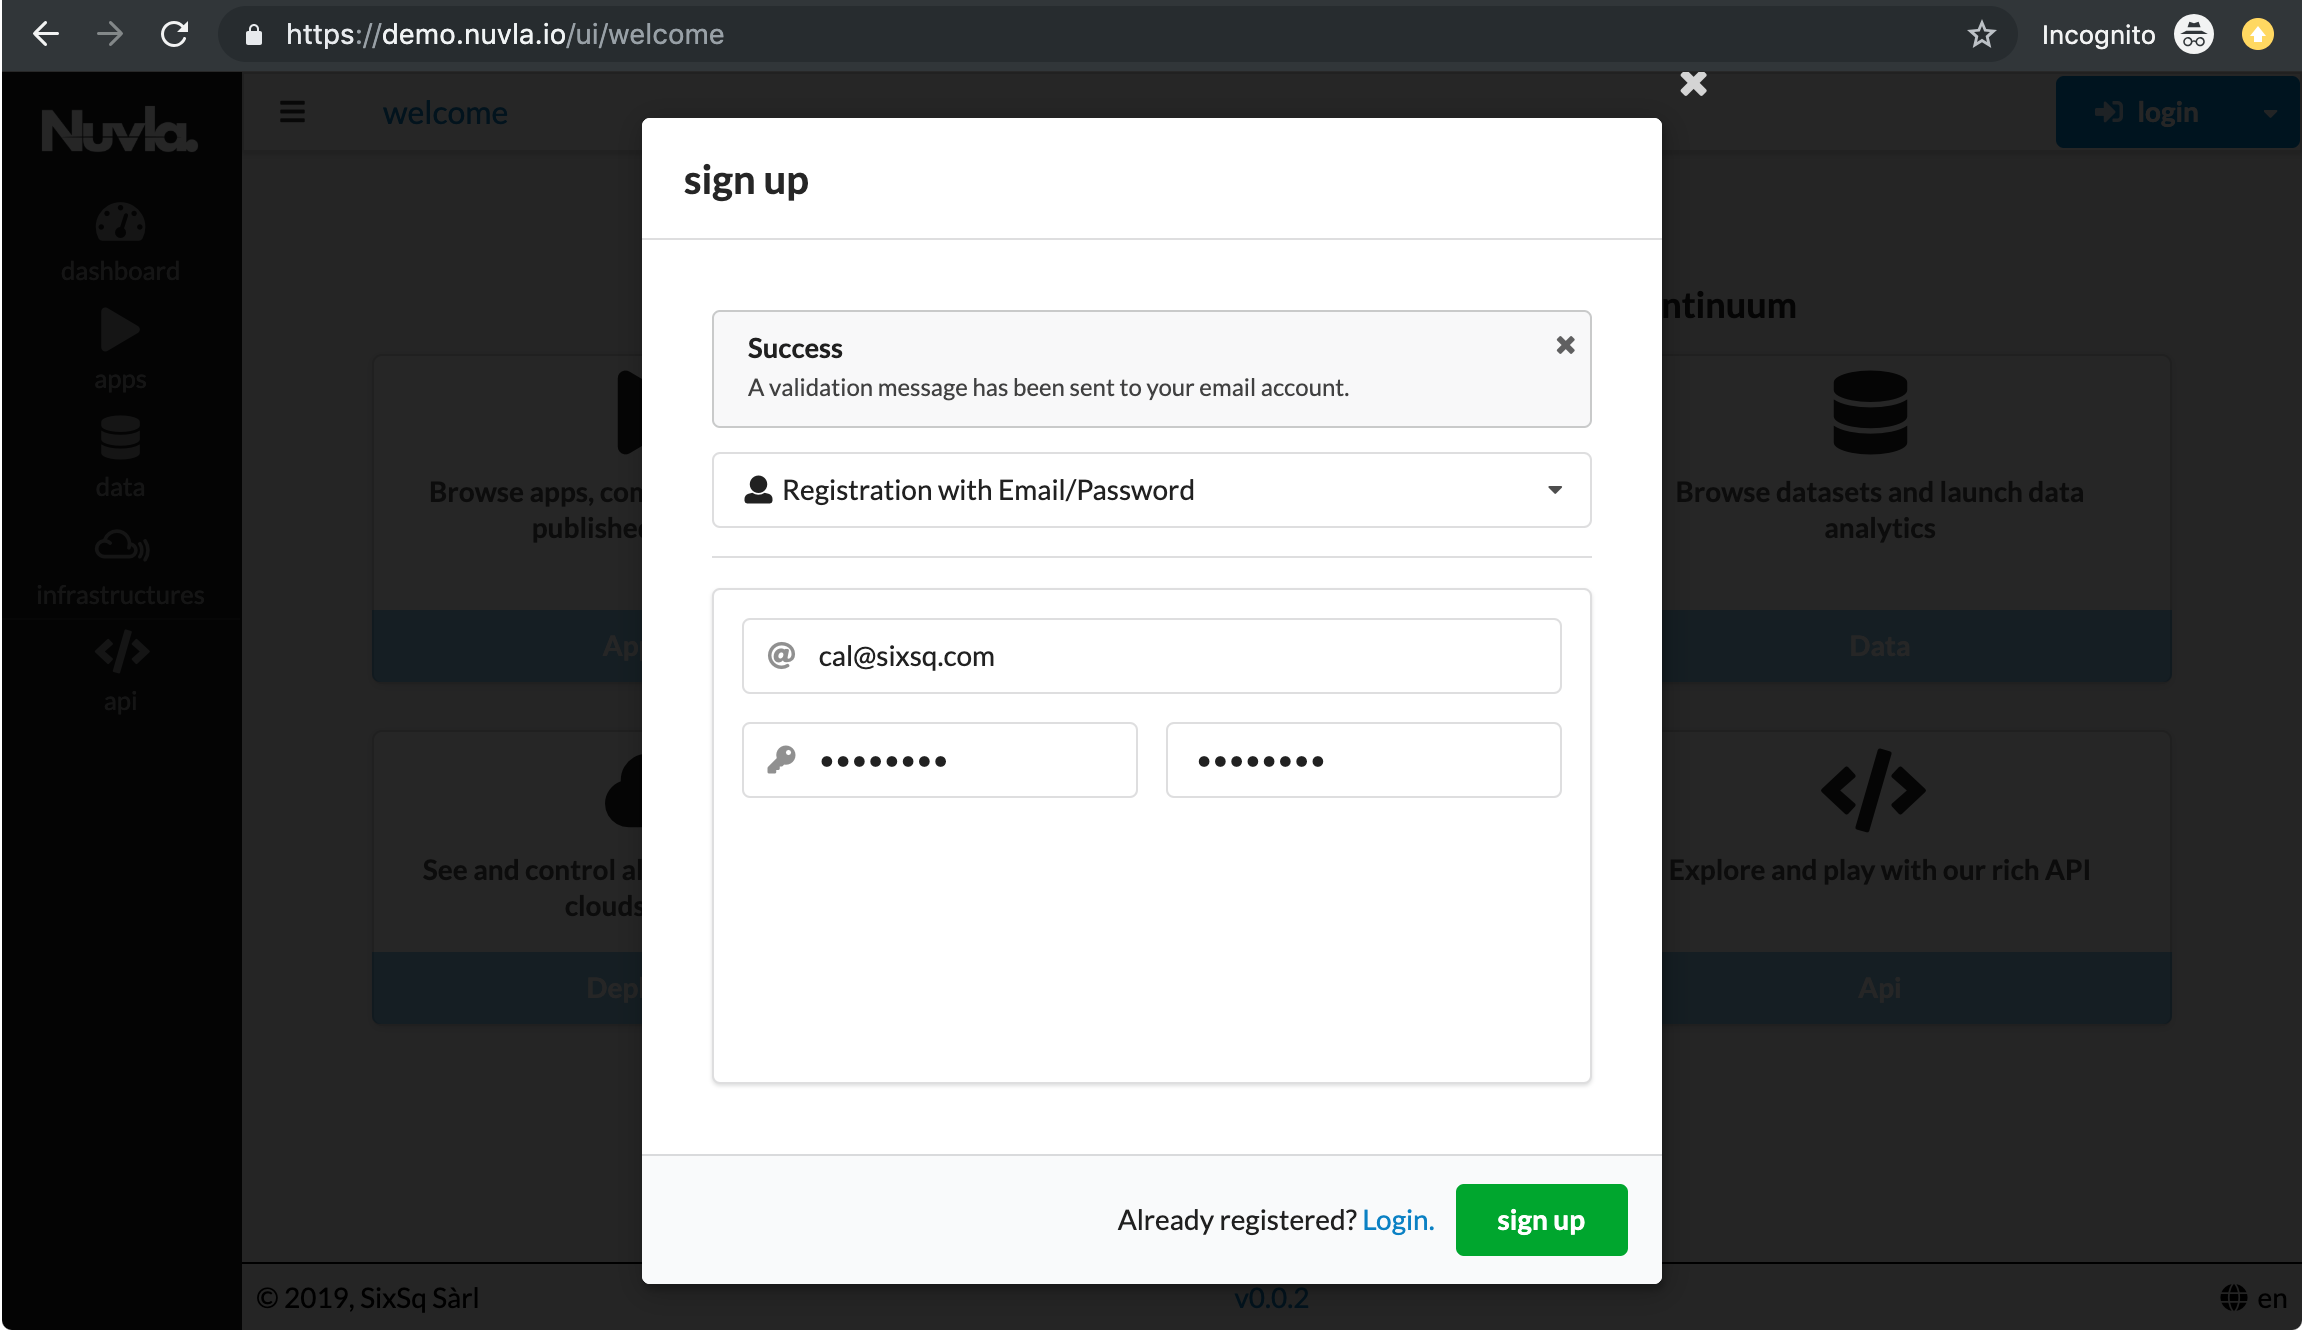 https://demo.nuvla.io/ui/welcome
Incognito
Nuvla.
welcome
login
dashboard
apps
data
infrastructures
api
sign up
Success
A validation message has been sent to your email account.
Registration with Email/Password
cal@sixsq.com
Already registered? Login.
sign up
ntinuum
Browse apps, com
published
Ap
Browse datasets and launch data
analytics
Data
See and control al
clouds
Dep
Explore and play with our rich API
Api
© 2019, SixSq Sàrl
v0.0.2
en